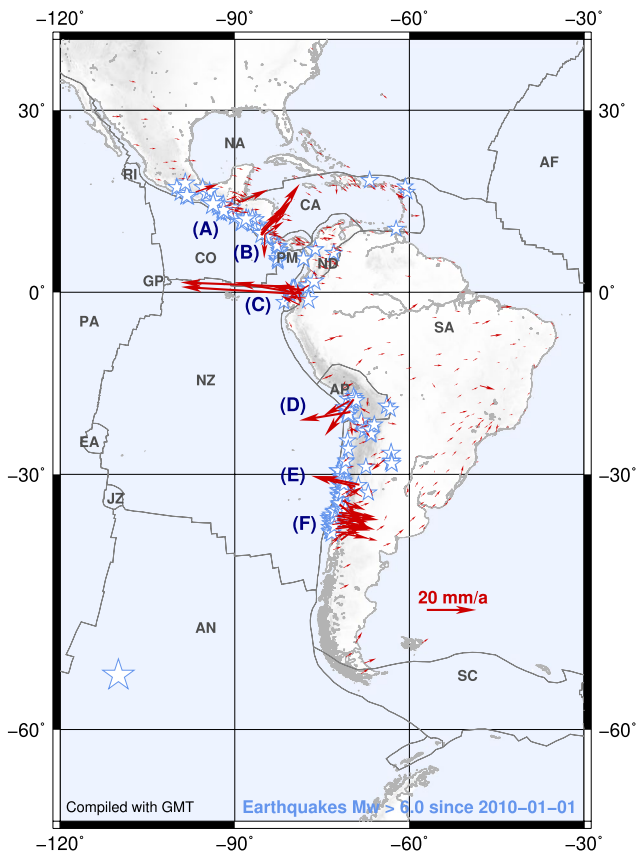 −120˚ −90˚ −60˚ −30˚
30˚ 30˚
NA
AF
RI
CA
(A)
(B)
CO PM ND
GP
0˚ 0˚
(C)
PA
SA
NZ
AP
(D)
EA
−30˚ (E) −30˚
JZ
(F)
20 mm/a
AN
SC
−60˚ −60˚
Compiled with GMT Earthquakes Mw > 6.0 since 2010−01−01
−120˚ −90˚ −60˚ −30˚